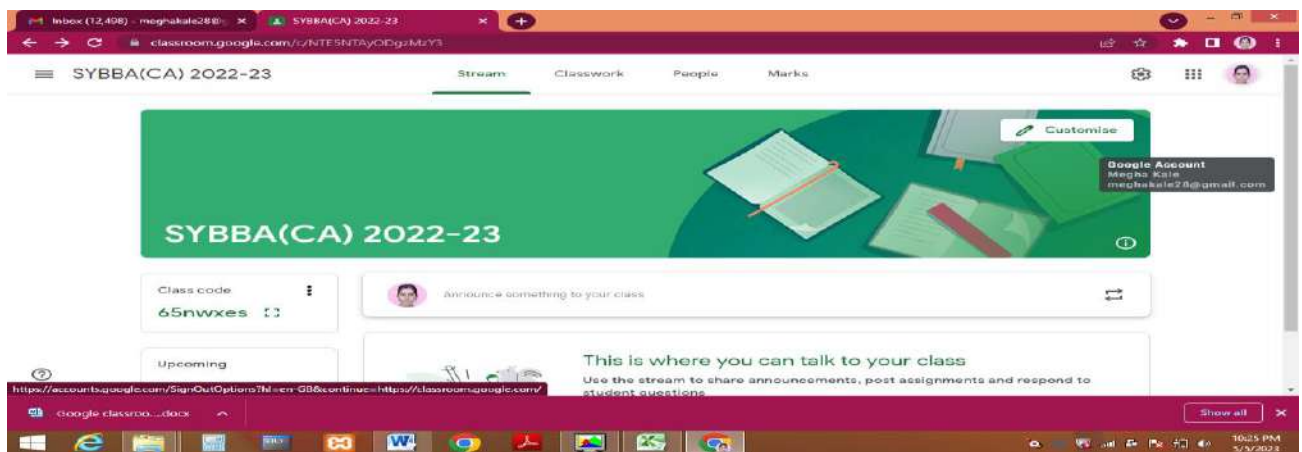 Inbox (12,498) - meghakale28@
SYBBA(CA) 2022-23
classroom.google.com/c/NTE5NTAyODgzMzY3
SYBBA(CA) 2022-23
Stream
Classwork
People
Marks
Customise
Google Account
Megha Kale
meghakale28@gmail.com
SYBBA(CA) 2022-23
Class code
65nwxes
Announce something to your class
Upcoming
This is where you can talk to your class
Use the stream to share announcements, post assignments and respond to
student questions
https://accounts.google.com/SignOutOptions?hl=en-GB&continue=https://classroom.google.com/
Google classroo....docx
Show all
10:25 PM
5/5/2023